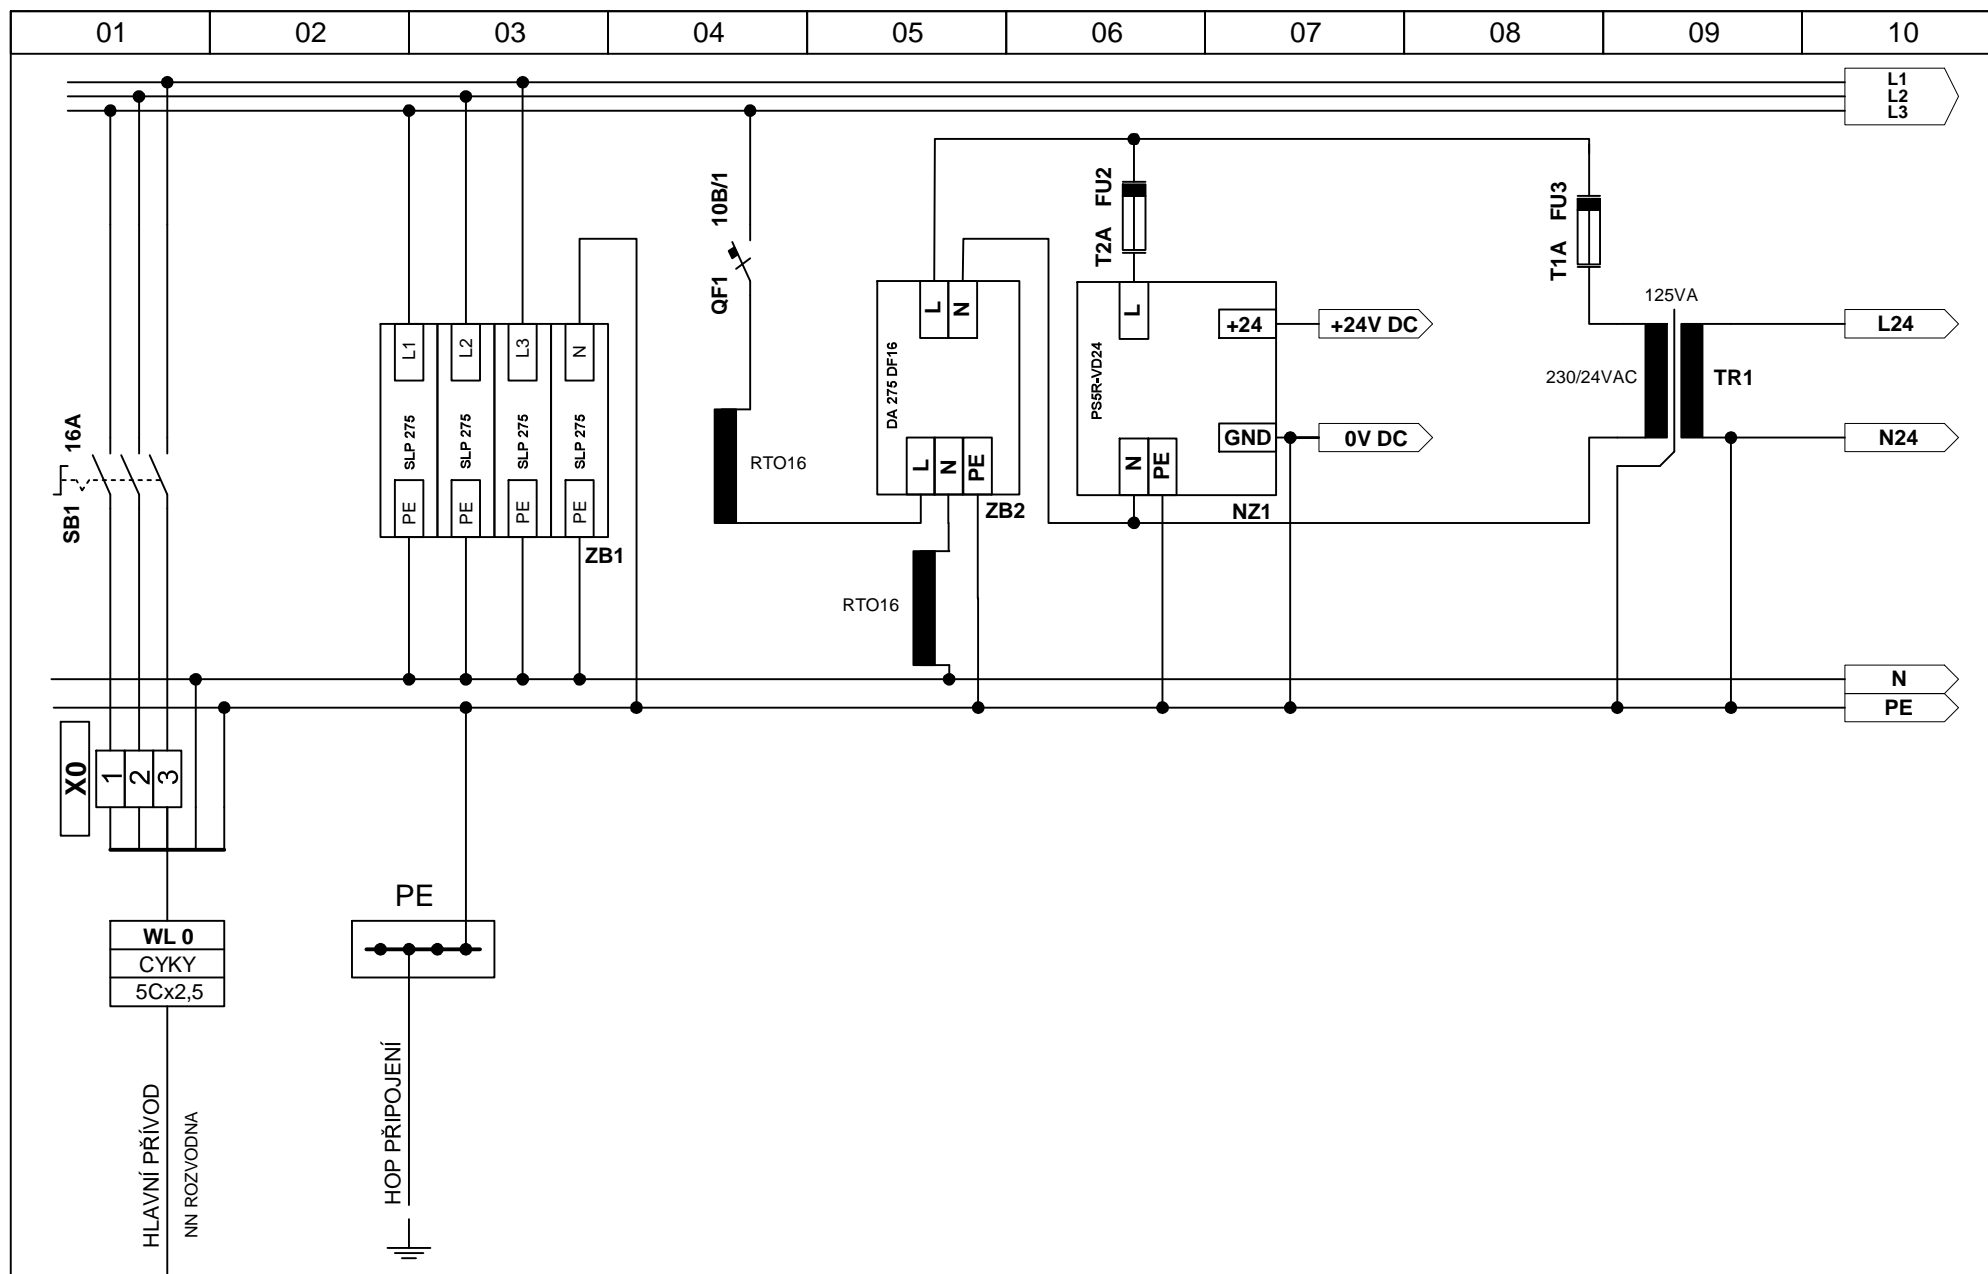 01 02 03 04 05 06 07 08 09 10
L1
L2
L3
10B/1
QF1
T2A FU2
T1A FU3
125VA
230/24VAC
TR1
L24
N24
16A
SB1
L1 L2 L3 N
SLP 275 SLP 275 SLP 275 SLP 275
PE PE PE PE
ZB1
RTO16
L N
DA 275 DF16
L N PE
ZB2
RTO16
L
PS5R-VD24
N PE
NZ1
+24
+24V DC
GND
0V DC
N
PE
X0
1 2 3
WL 0
CYKY
5Cx2,5
HLAVNÍ PŘÍVOD
NN ROZVODNA
PE
HOP PŘIPOJENÍ